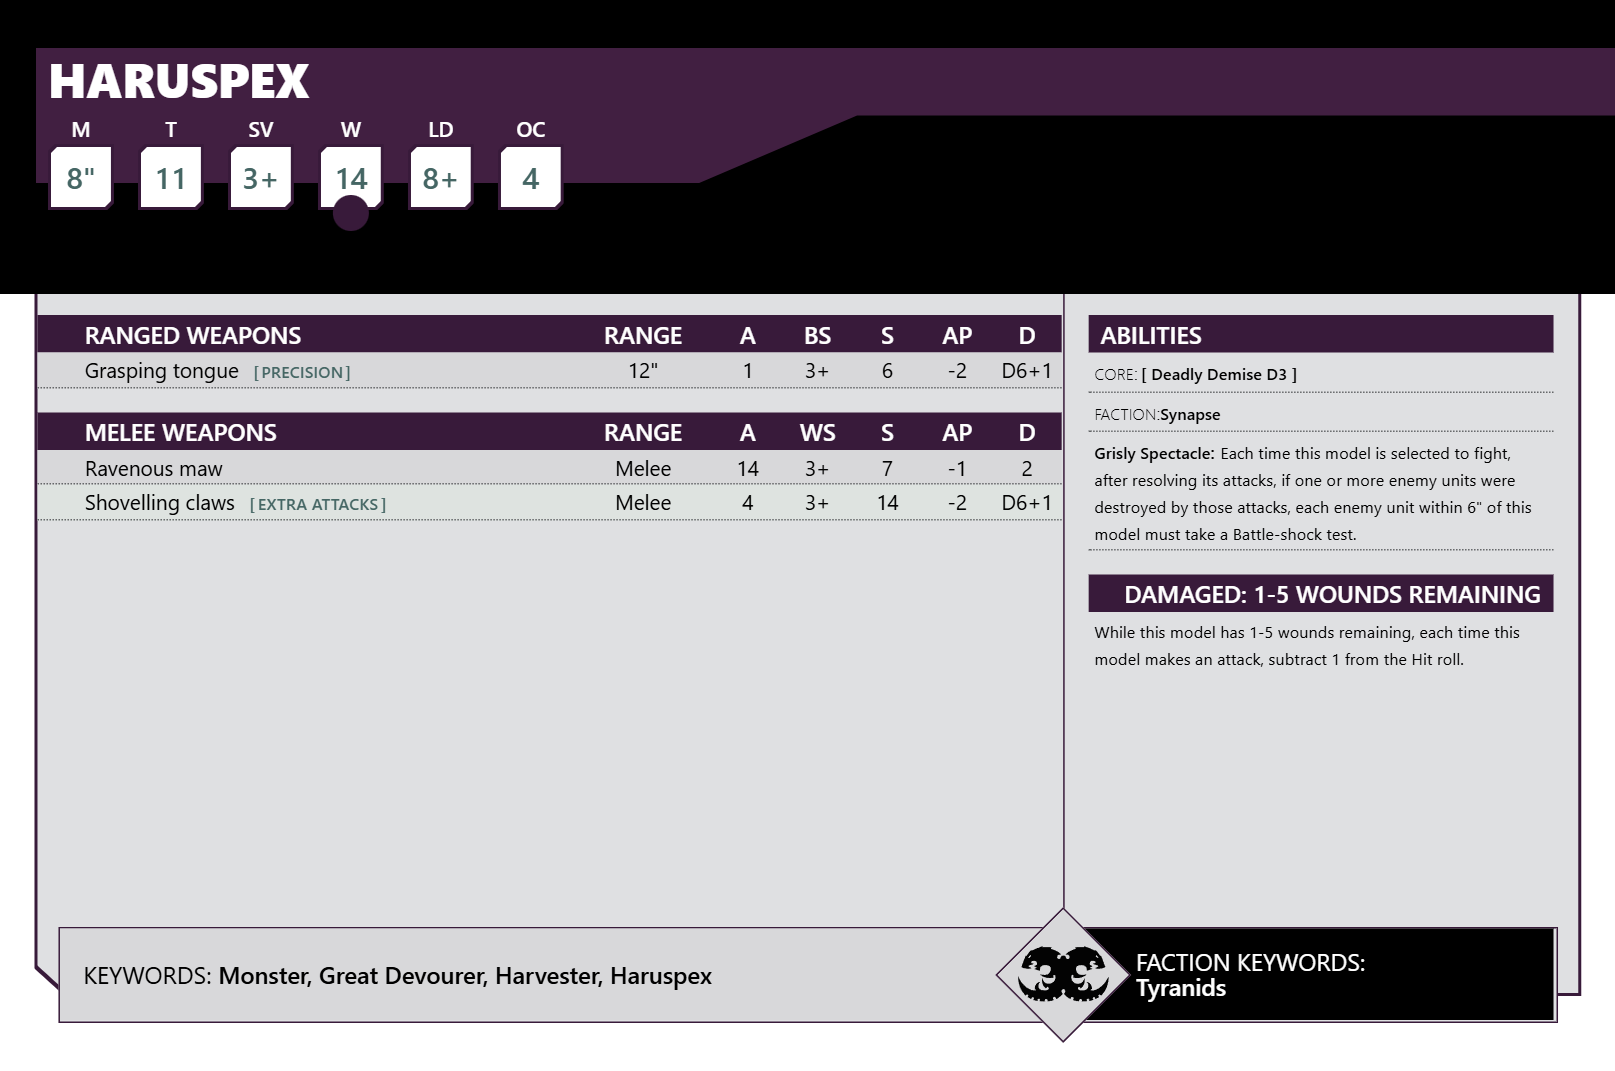 HARUSPEX
M T SV W LD OC
8" 11 3+ 14 8+ 4
RANGED WEAPONS RANGE A BS S AP D
Grasping tongue [PRECISION] 12" 1 3+ 6 -2 D6+1
MELEE WEAPONS RANGE A WS S AP D
Ravenous maw Melee 14 3+ 7 -1 2
Shovelling claws [EXTRA ATTACKS] Melee 4 3+ 14 -2 D6+1
ABILITIES
CORE: [ Deadly Demise D3 ]
FACTION:Synapse
Grisly Spectacle: Each time this model is selected to fight,
after resolving its attacks, if one or more enemy units were
destroyed by those attacks, each enemy unit within 6" of this
model must take a Battle-shock test.
DAMAGED: 1-5 WOUNDS REMAINING
While this model has 1-5 wounds remaining, each time this
model makes an attack, subtract 1 from the Hit roll.
KEYWORDS: Monster, Great Devourer, Harvester, Haruspex
FACTION KEYWORDS:
Tyranids